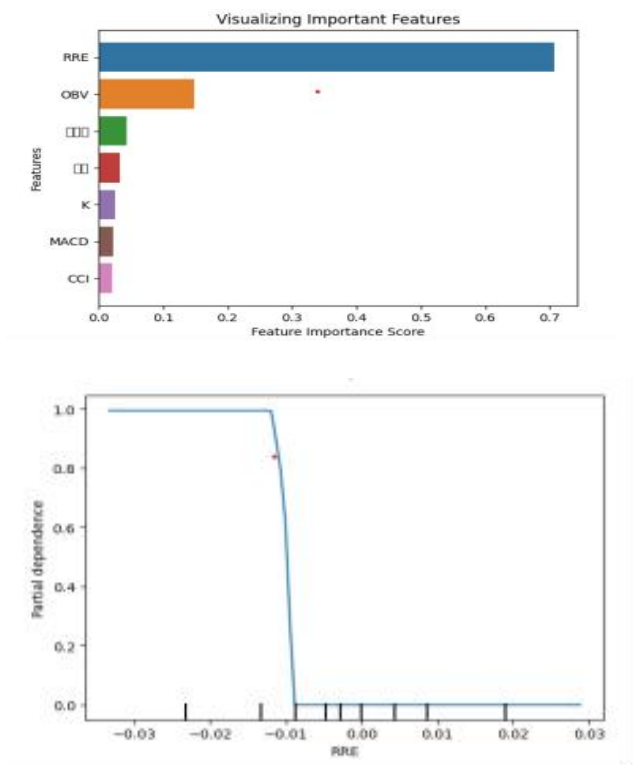 Visualizing Important Features
RRE
OBV
□□□
□□
K
MACD
CCI
Features
0.0 0.1 0.2 0.3 0.4 0.5 0.6 0.7
Feature Importance Score
1.0
0.8
0.6
0.4
0.2
0.0
Partial dependence
−0.03 −0.02 −0.01 0.00 0.01 0.02 0.03
RRE